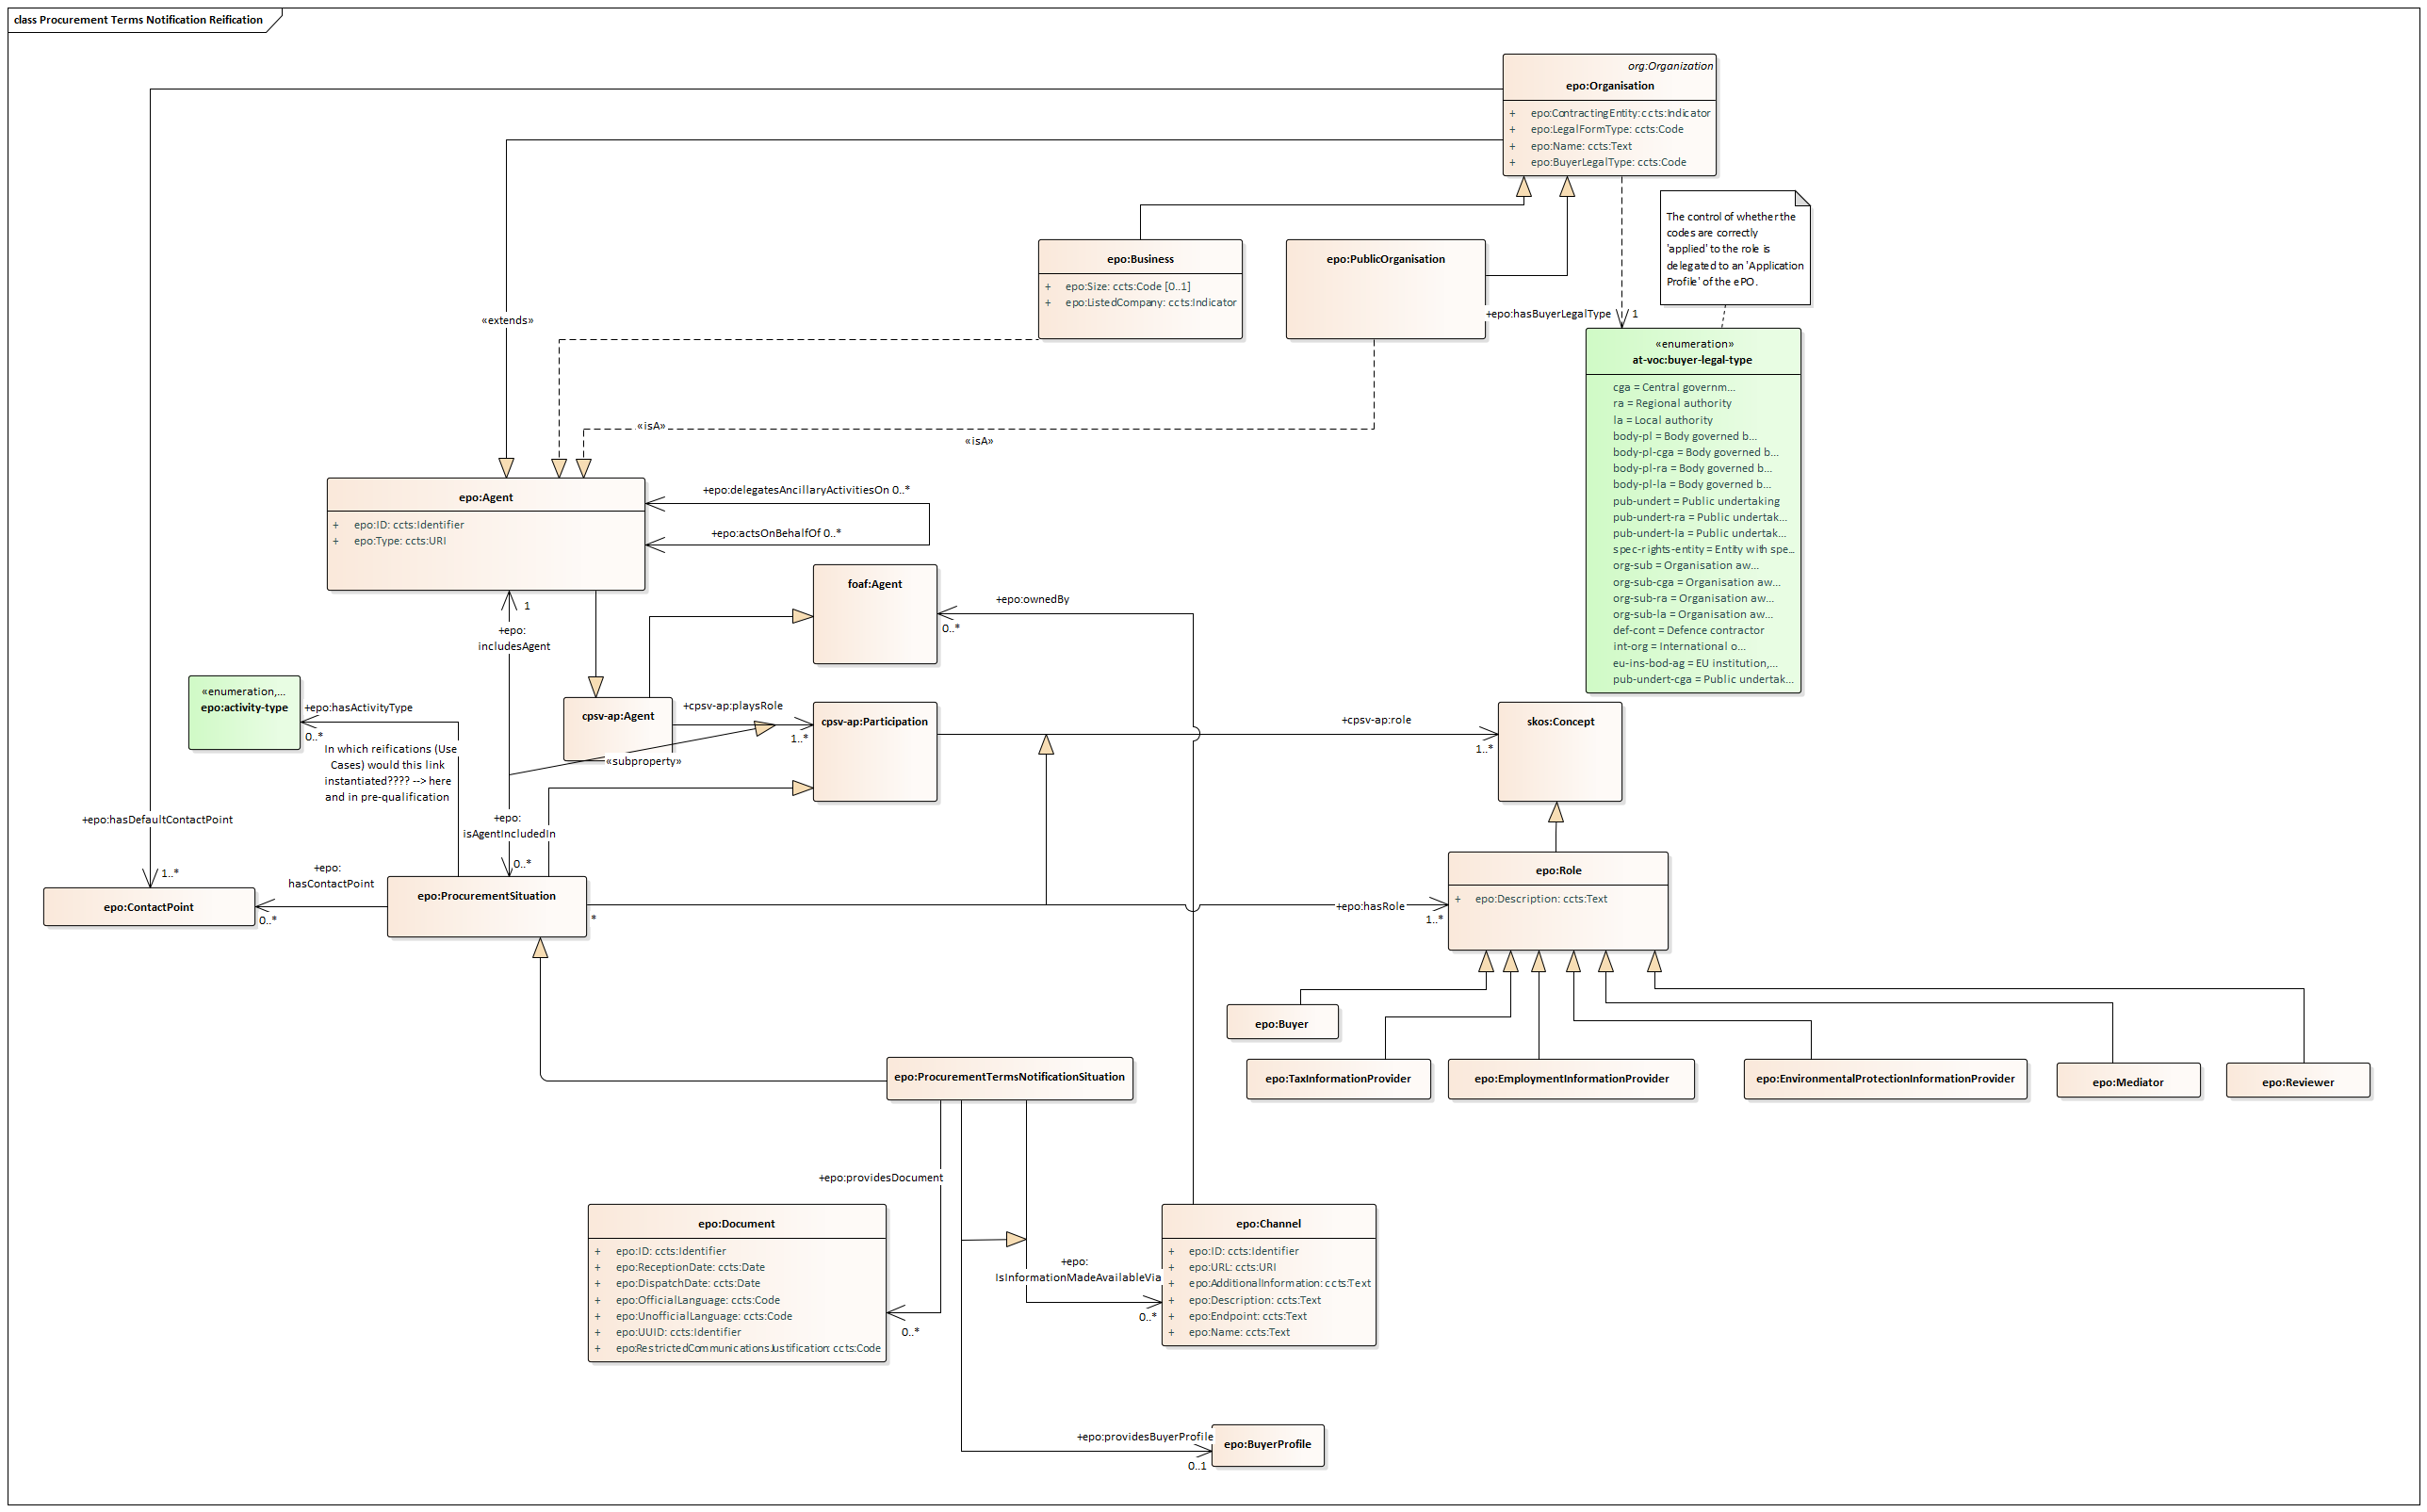 class Procurement Terms Notification Reification
org:Organization
epo:Organisation
+ epo:ContractingEntity: ccts:Indicator
+ epo:LegalFormType: ccts:Code
+ epo:Name: ccts:Text
+ epo:BuyerLegalType: ccts:Code
The control of whether the
codes are correctly
'applied' to the role is
delegated to an 'Application
Profile' of the ePO.
epo:Business
+ epo:Size: ccts:Code [0..1]
+ epo:ListedCompany: ccts:Indicator
epo:PublicOrganisation
+epo:hasBuyerLegalType 1
«extends»
«enumeration»
at-voc:buyer-legal-type
cga = Central governm...
ra = Regional authority
la = Local authority
body-pl = Body governed b...
body-pl-cga = Body governed b...
body-pl-ra = Body governed b...
body-pl-la = Body governed b...
pub-undert = Public undertaking
pub-undert-ra = Public undertak...
pub-undert-la = Public undertak...
spec-rights-entity = Entity with spe...
org-sub = Organisation aw...
org-sub-cga = Organisation aw...
org-sub-ra = Organisation aw...
org-sub-la = Organisation aw...
def-cont = Defence contractor
int-org = International o...
eu-ins-bod-ag = EU institution,...
pub-undert-cga = Public undertak...
«isA»
«isA»
epo:Agent
+ epo:ID: ccts:Identifier
+ epo:Type: ccts:URI
+epo:delegatesAncillaryActivitiesOn 0..*
+epo:actsOnBehalfOf 0..*
foaf:Agent
+epo:ownedBy
0..*
1
+epo:
includesAgent
«enumeration,...
epo:activity-type
+epo:hasActivityType
0..*
In which reifications (Use
Cases) would this link
instantiated???? --> here
and in pre-qualification
cpsv-ap:Agent
+cpsv-ap:playsRole
1..*
«subproperty»
cpsv-ap:Participation
+cpsv-ap:role
1..*
skos:Concept
+epo:hasDefaultContactPoint
1..*
+epo:
isAgentIncludedIn
0..*
+epo:
hasContactPoint
0..*
epo:ContactPoint
epo:ProcurementSituation
*
+epo:hasRole
1..*
epo:Role
+ epo:Description: ccts:Text
epo:Buyer
epo:TaxInformationProvider
epo:EmploymentInformationProvider
epo:EnvironmentalProtectionInformationProvider
epo:Mediator
epo:Reviewer
epo:ProcurementTermsNotificationSituation
+epo:providesDocument
0..*
epo:Document
+ epo:ID: ccts:Identifier
+ epo:ReceptionDate: ccts:Date
+ epo:DispatchDate: ccts:Date
+ epo:OfficialLanguage: ccts:Code
+ epo:UnofficialLanguage: ccts:Code
+ epo:UUID: ccts:Identifier
+ epo:RestrictedCommunicationsJustification: ccts:Code
+epo:
IsInformationMadeAvailableVia
0..*
epo:Channel
+ epo:ID: ccts:Identifier
+ epo:URL: ccts:URI
+ epo:AdditionalInformation: ccts:Text
+ epo:Description: ccts:Text
+ epo:Endpoint: ccts:Text
+ epo:Name: ccts:Text
+epo:providesBuyerProfile
0..1
epo:BuyerProfile